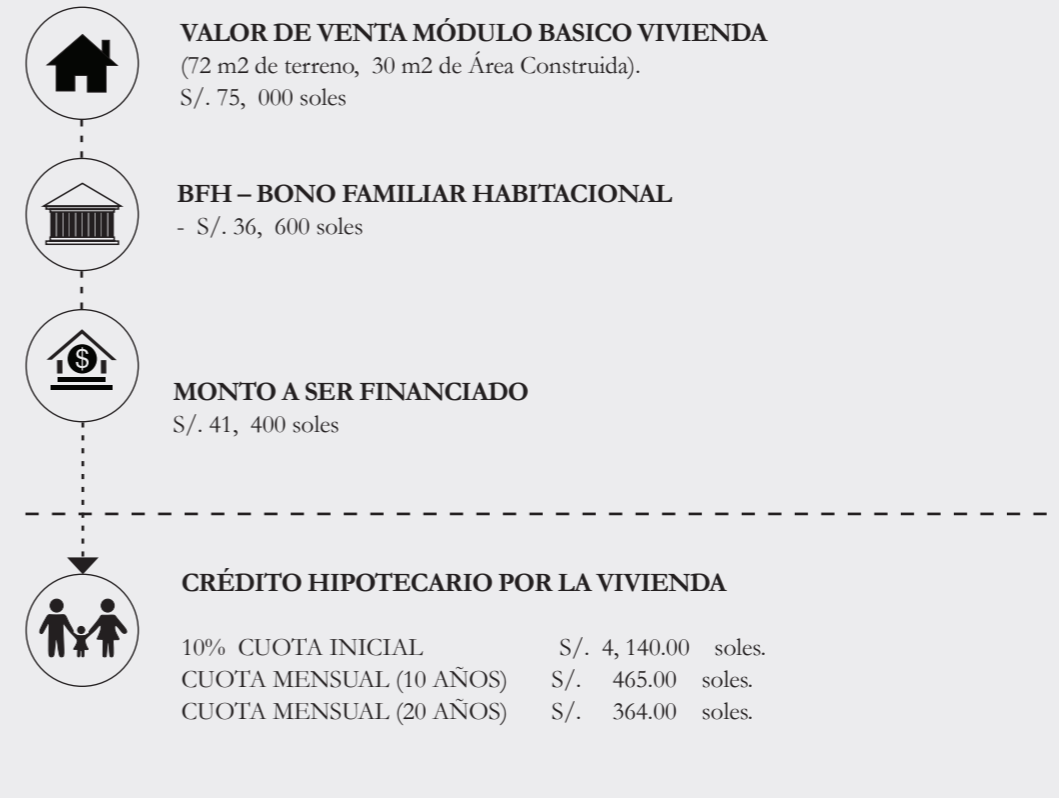 VALOR DE VENTA MÓDULO BASICO VIVIENDA
(72 m2 de terreno, 30 m2 de Área Construida).
S/. 75, 000 soles
BFH – BONO FAMILIAR HABITACIONAL
- S/. 36, 600 soles
$
MONTO A SER FINANCIADO
S/. 41, 400 soles
CRÉDITO HIPOTECARIO POR LA VIVIENDA
10% CUOTA INICIAL S/. 4, 140.00 soles.
CUOTA MENSUAL (10 AÑOS) S/. 465.00 soles.
CUOTA MENSUAL (20 AÑOS) S/. 364.00 soles.